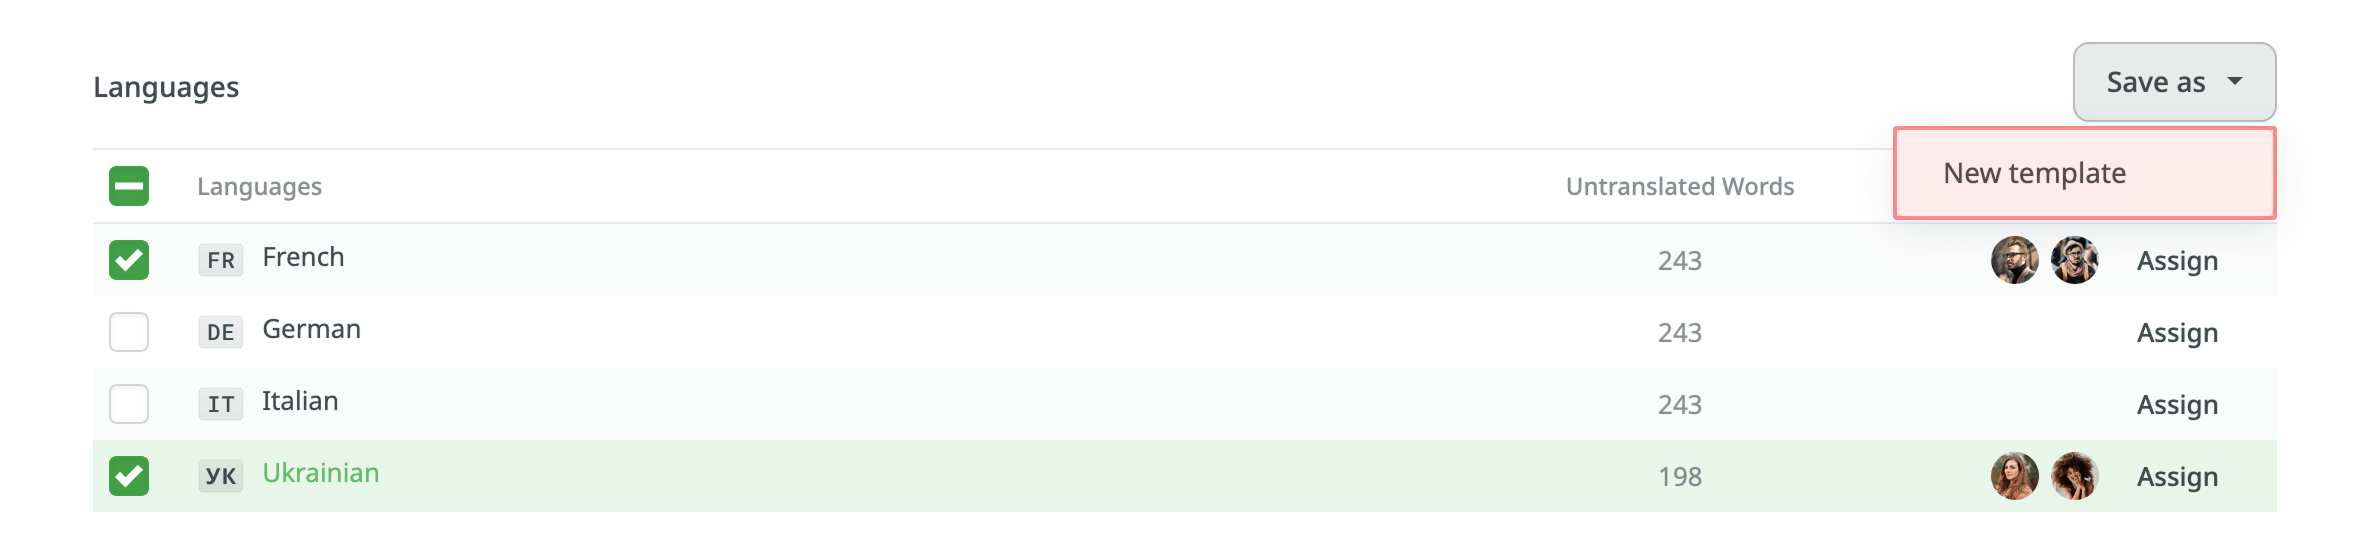 Languages
Save as
New template
Languages
Untranslated Words
FR French 243 Assign
DE German 243 Assign
IT Italian 243 Assign
УК Ukrainian 198 Assign